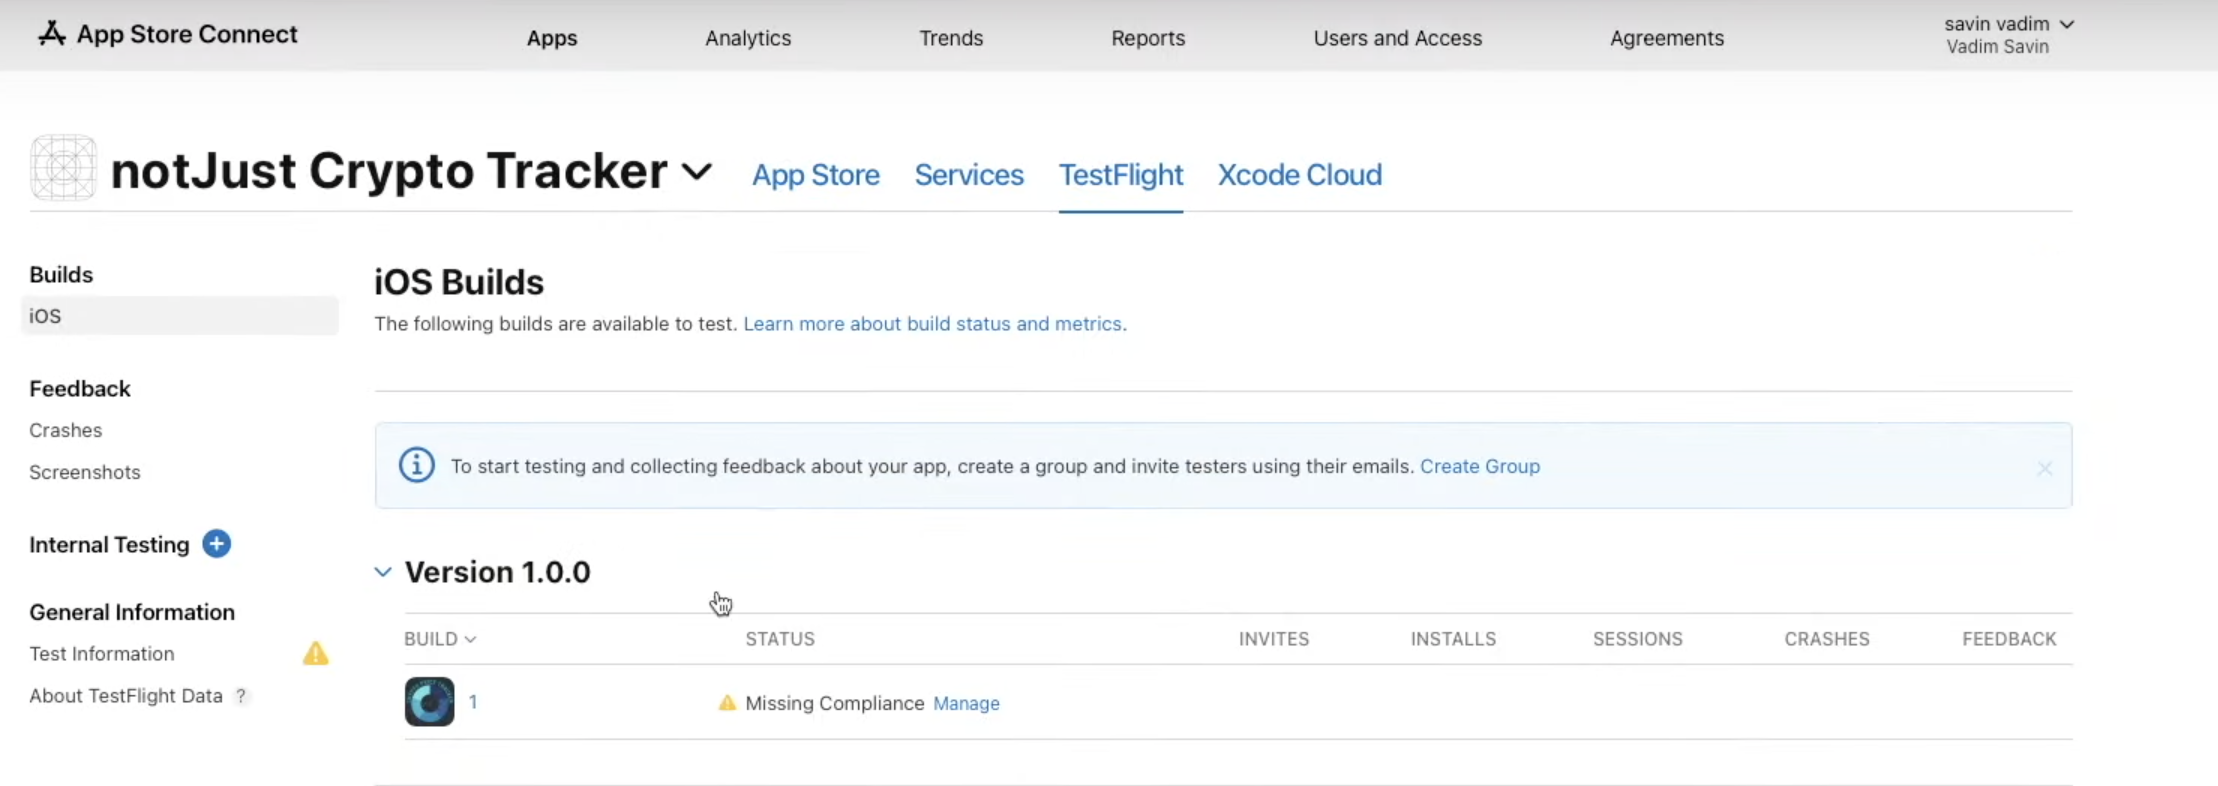 App Store Connect
Apps
Analytics
Trends
Reports
Users and Access
Agreements
savin vadim
Vadim Savin
notJust Crypto Tracker
App Store
Services
TestFlight
Xcode Cloud
Builds
iOS
Feedback
Crashes
Screenshots
Internal Testing
General Information
Test Information
About TestFlight Data ?
iOS Builds
The following builds are available to test. Learn more about build status and metrics.
To start testing and collecting feedback about your app, create a group and invite testers using their emails. Create Group
Version 1.0.0
BUILD STATUS INVITES INSTALLS SESSIONS CRASHES FEEDBACK
1 Missing Compliance Manage